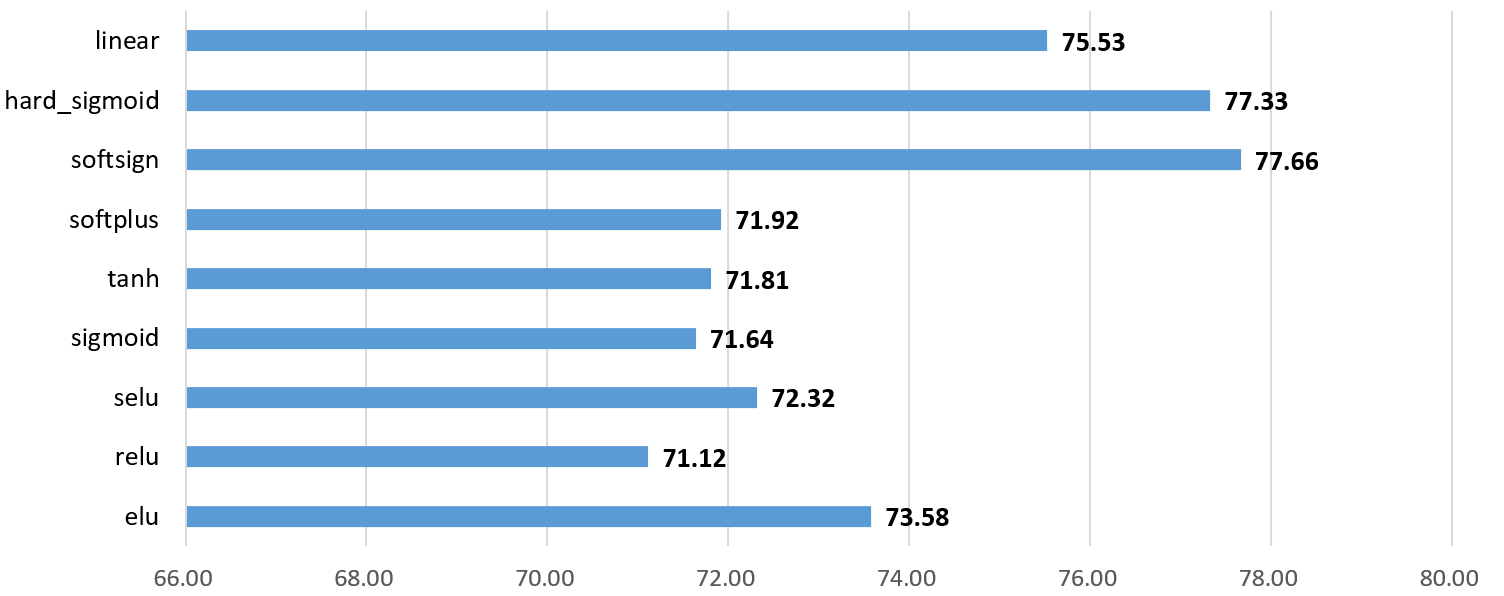 linear 75.53
hard_sigmoid 77.33
softsign 77.66
softplus 71.92
tanh 71.81
sigmoid 71.64
selu 72.32
relu 71.12
elu 73.58
66.00 68.00 70.00 72.00 74.00 76.00 78.00 80.00